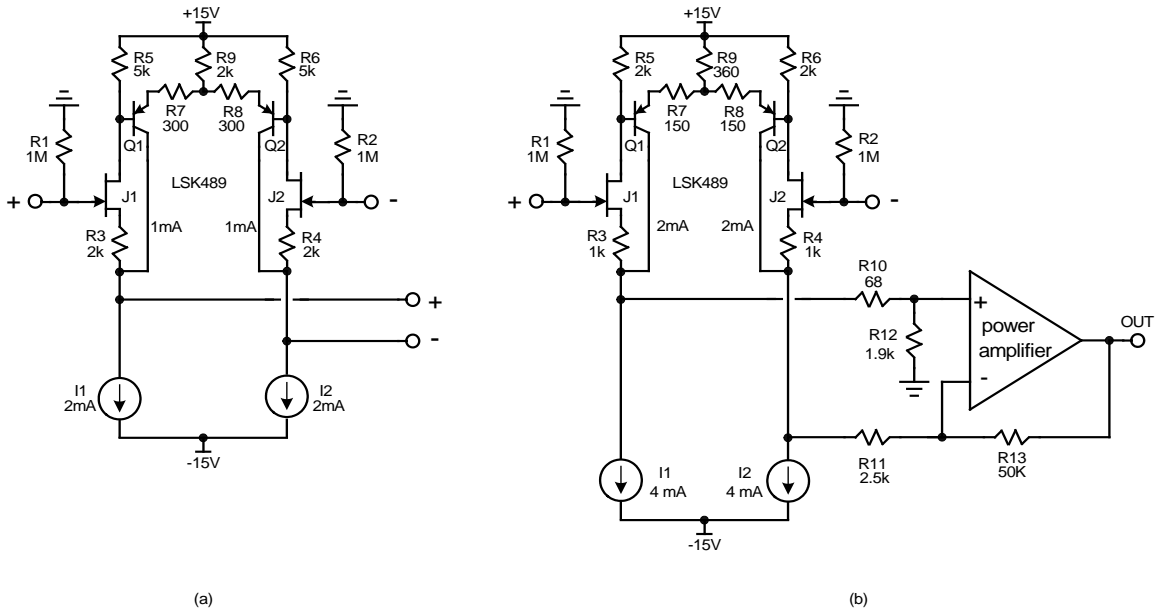 +15V
R5
5k
R9
2k
R6
5k
R7
300
R8
300
R1
1M
Q1
Q2
R2
1M
LSK489
+
J1
J2
-
1mA
1mA
R3
2k
R4
2k
+
-
I1
2mA
I2
2mA
-15V
(a)
+15V
R5
2k
R9
360
R6
2k
R7
150
R8
150
R1
1M
Q1
Q2
R2
1M
LSK489
+
J1
J2
-
2mA
2mA
R3
1k
R4
1k
R10
68
R12
1.9k
+
power
amplifier
-
OUT
R11
2.5k
R13
50K
I1
4 mA
I2
4 mA
-15V
(b)